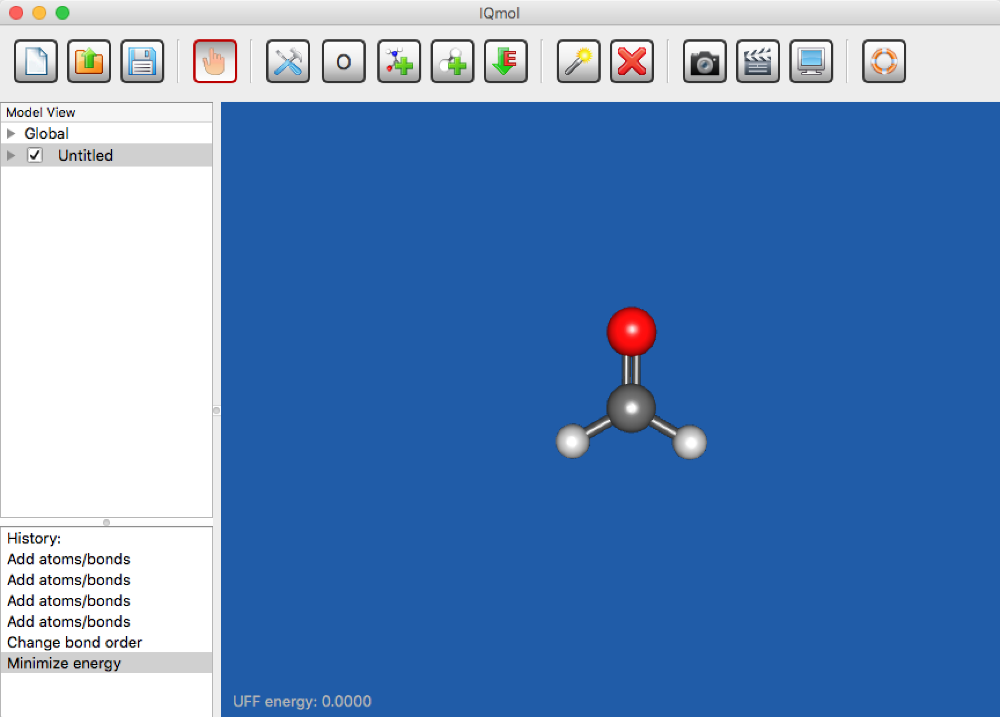 IQmol
O
E
Model View
Global
Untitled
History:
Add atoms/bonds
Add atoms/bonds
Add atoms/bonds
Add atoms/bonds
Change bond order
Minimize energy
UFF energy: 0.0000